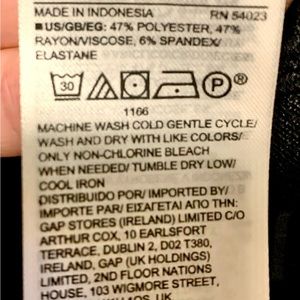 MADE IN INDONESIA RN 54023
■US/GB/EG: 47% POLYESTER, 47%
RAYON/VISCOSE, 6% SPANDEX/
ELASTANE
30 P ®
1166
MACHINE WASH COLD GENTLE CYCLE/
WASH AND DRY WITH LIKE COLORS/
ONLY NON-CHLORINE BLEACH
WHEN NEEDED/ TUMBLE DRY LOW/
COOL IRON
DISTRIBUIDO POR/ IMPORTED BY/
IMPORTE PAR/ ΕΙΣΑΓΕΤΑΙ ΑΠΟ ΤΗΝ:
GAP STORES (IRELAND) LIMITED C/O
ARTHUR COX, 10 EARLSFORT
TERRACE, DUBLIN 2, D02 T380,
IRELAND, GAP (UK HOLDINGS)
LIMITED, 2ND FLOOR NATIONS
HOUSE, 103 WIGMORE STREET,
UK